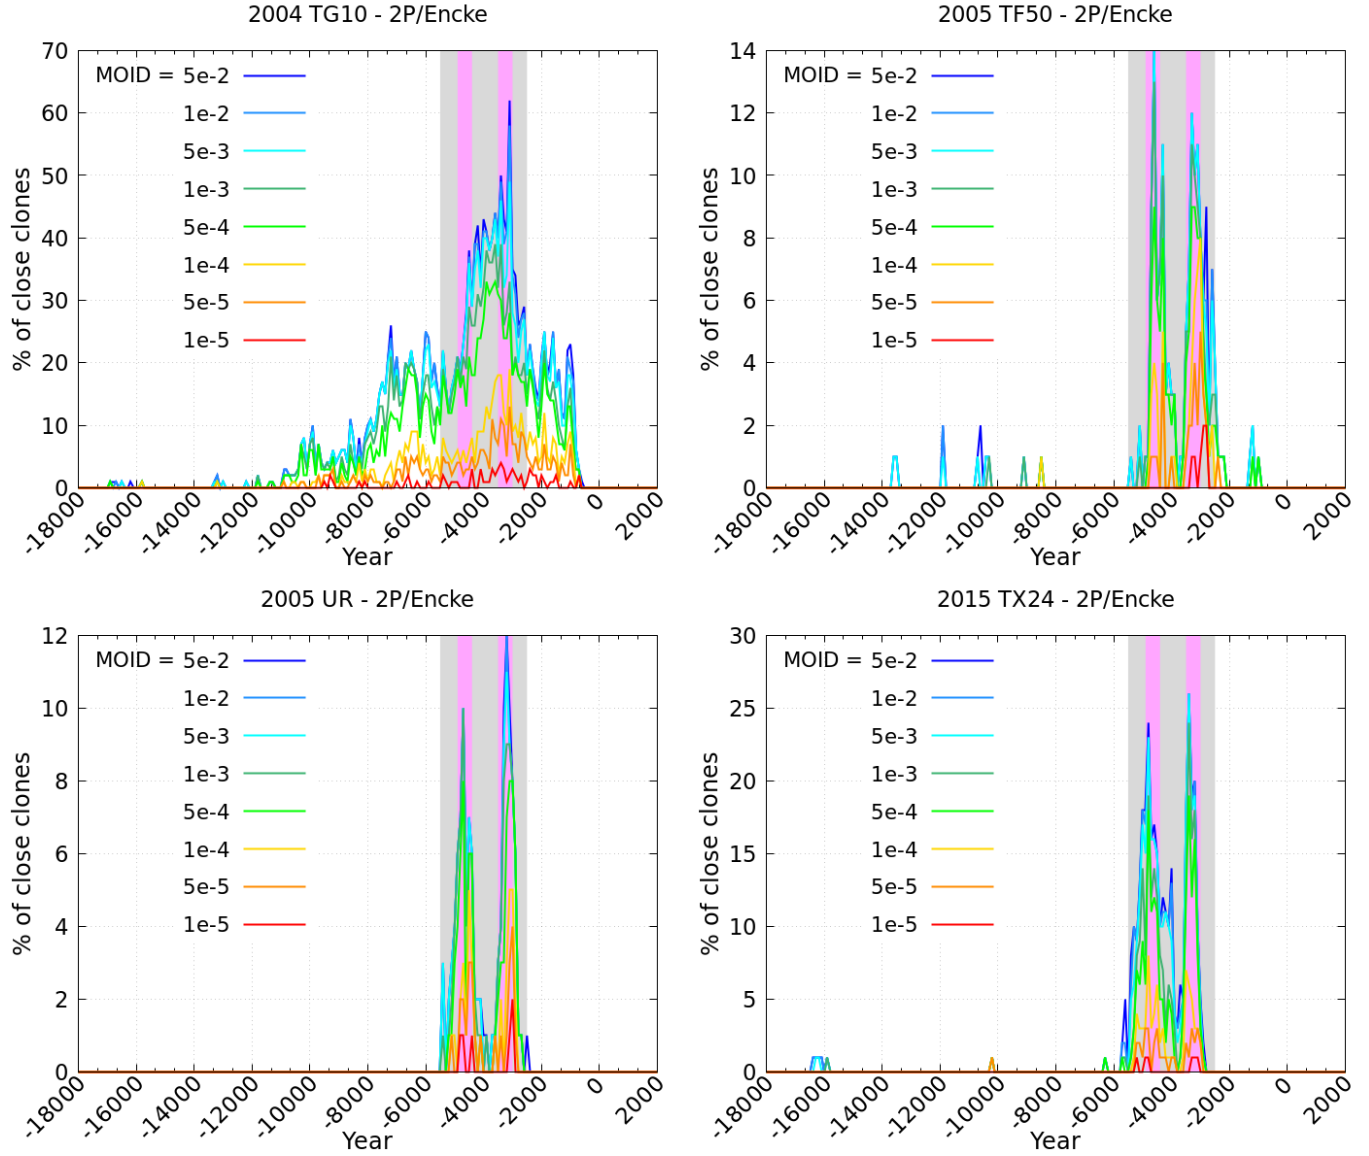 2004 TG10 - 2P/Encke
% of close clones
70
60
50
40
30
20
10
0
MOID = 5e-2
1e-2
5e-3
1e-3
5e-4
1e-4
5e-5
1e-5
-18000 -16000 -14000 -12000 -10000 -8000 -6000 -4000 -2000 0 2000
Year
2005 TF50 - 2P/Encke
% of close clones
14
12
10
8
6
4
2
0
MOID = 5e-2
1e-2
5e-3
1e-3
5e-4
1e-4
5e-5
1e-5
-18000 -16000 -14000 -12000 -10000 -8000 -6000 -4000 -2000 0 2000
Year
2005 UR - 2P/Encke
% of close clones
12
10
8
6
4
2
0
MOID = 5e-2
1e-2
5e-3
1e-3
5e-4
1e-4
5e-5
1e-5
-18000 -16000 -14000 -12000 -10000 -8000 -6000 -4000 -2000 0 2000
Year
2015 TX24 - 2P/Encke
% of close clones
30
25
20
15
10
5
0
MOID = 5e-2
1e-2
5e-3
1e-3
5e-4
1e-4
5e-5
1e-5
-18000 -16000 -14000 -12000 -10000 -8000 -6000 -4000 -2000 0 2000
Year